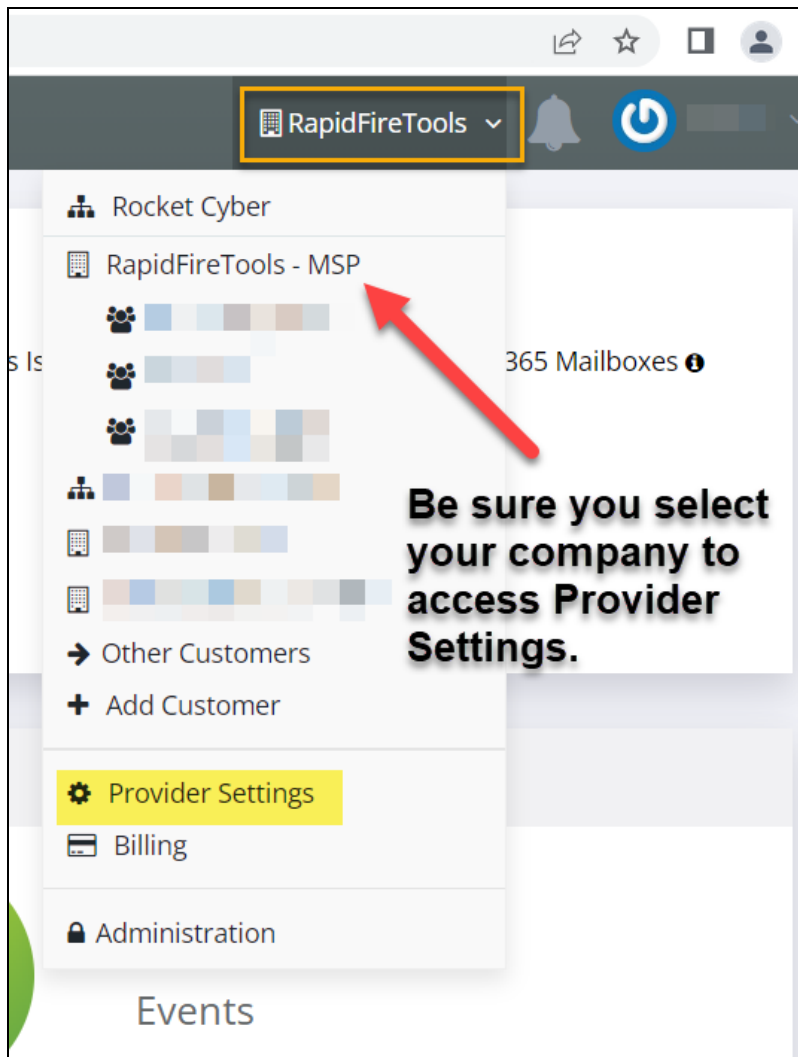 RapidFireTools
Rocket Cyber
RapidFireTools - MSP
s Is
365 Mailboxes
Be sure you select
your company to
access Provider
Settings.
Other Customers
Add Customer
Provider Settings
Billing
Administration
Events